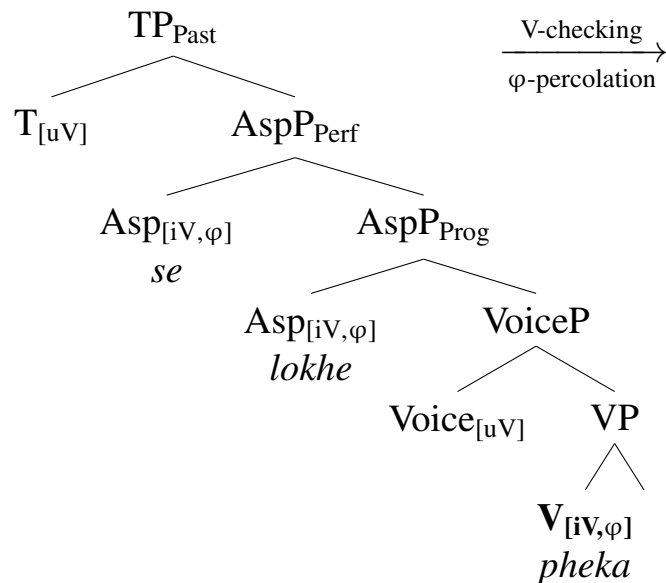 TP_Past
V-checking
φ-percolation
T_[uV] AspP_Perf
Asp_[iV,φ] AspP_Prog
se
Asp_[iV,φ] VoiceP
lokhe
Voice_[uV] VP
V_[iV,φ]
pheka